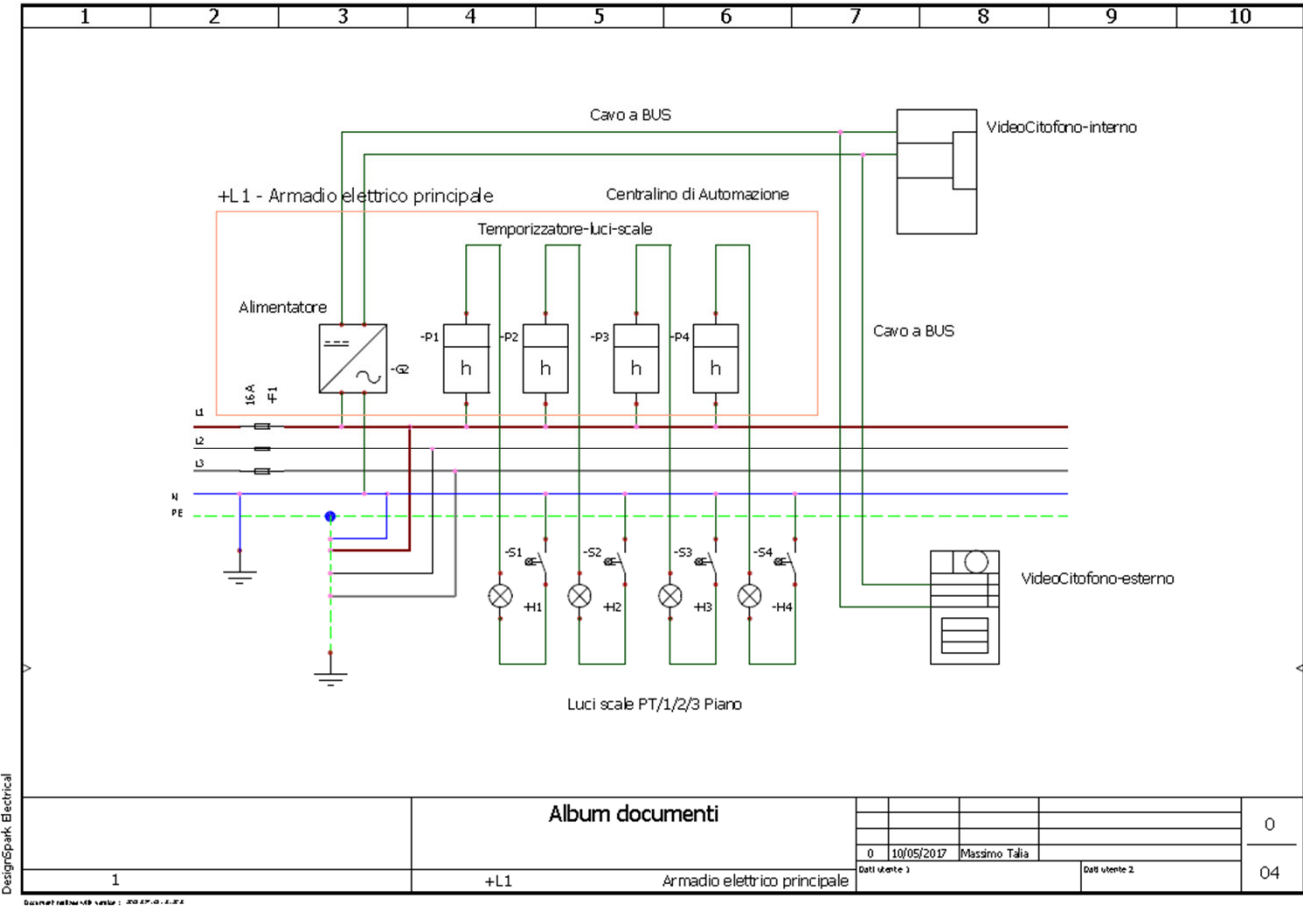 1 2 3 4 5 6 7 8 9 10
Cavo a BUS
VideoCitofono-interno
+L1 - Armadio elettrico principale
Centralino di Automazione
Temporizzatore-luci-scale
Alimentatore
Cavo a BUS
-P1 -P2 -P3 -P4
h h h h
-G2
16A
-F1
L1
L2
L3
N
PE
-S1 -S2 -S3 -S4
VideoCitofono-esterno
+H1 +H2 +H3 -H4
Luci scale PT/1/2/3 Piano
DesignSpark Electrical
Album documenti
0
0 10/05/2017 Massimo Talia
Dati utente 1
Dati utente 2
04
1
+L1
Armadio elettrico principale